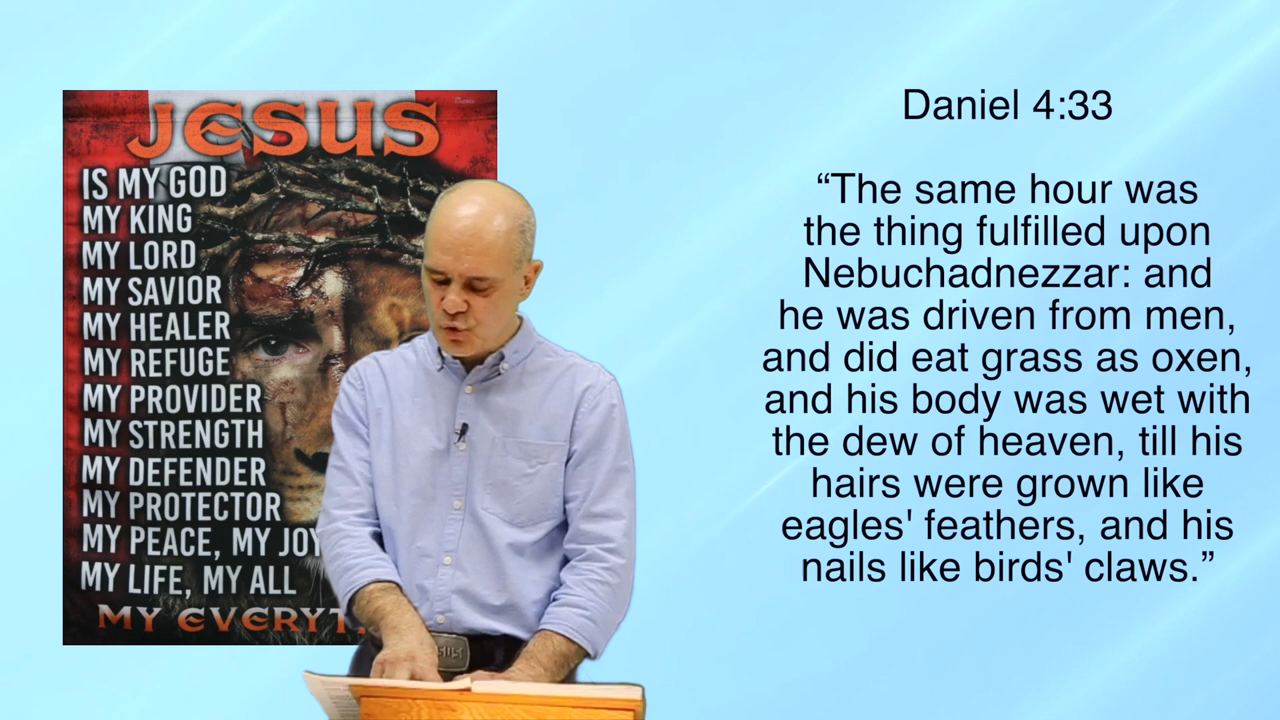 JESUS
IS MY GOD
MY KING
MY LORD
MY SAVIOR
MY HEALER
MY REFUGE
MY PROVIDER
MY STRENGTH
MY DEFENDER
MY PROTECTOR
MY PEACE, MY JOY
MY LIFE, MY ALL
MY EVERYT
Daniel 4:33
“The same hour was
the thing fulfilled upon
Nebuchadnezzar: and
he was driven from men,
and did eat grass as oxen,
and his body was wet with
the dew of heaven, till his
hairs were grown like
eagles' feathers, and his
nails like birds' claws.”